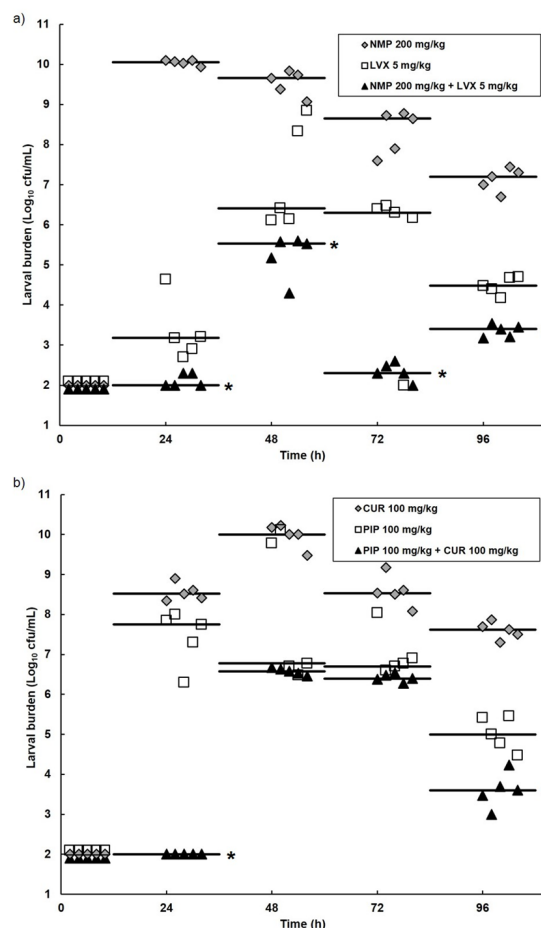 a)
11
10
9
8
7
6
5
4
3
2
1
Larval burden (Log₁₀ cfu/mL)
NMP 200 mg/kg
LVX 5 mg/kg
NMP 200 mg/kg + LVX 5 mg/kg
*
*
*
0 24 48 72 96
Time (h)
b)
11
10
9
8
7
6
5
4
3
2
1
Larval burden (Log₁₀ cfu/mL)
CUR 100 mg/kg
PIP 100 mg/kg
PIP 100 mg/kg + CUR 100 mg/kg
*
0 24 48 72 96
Time (h)